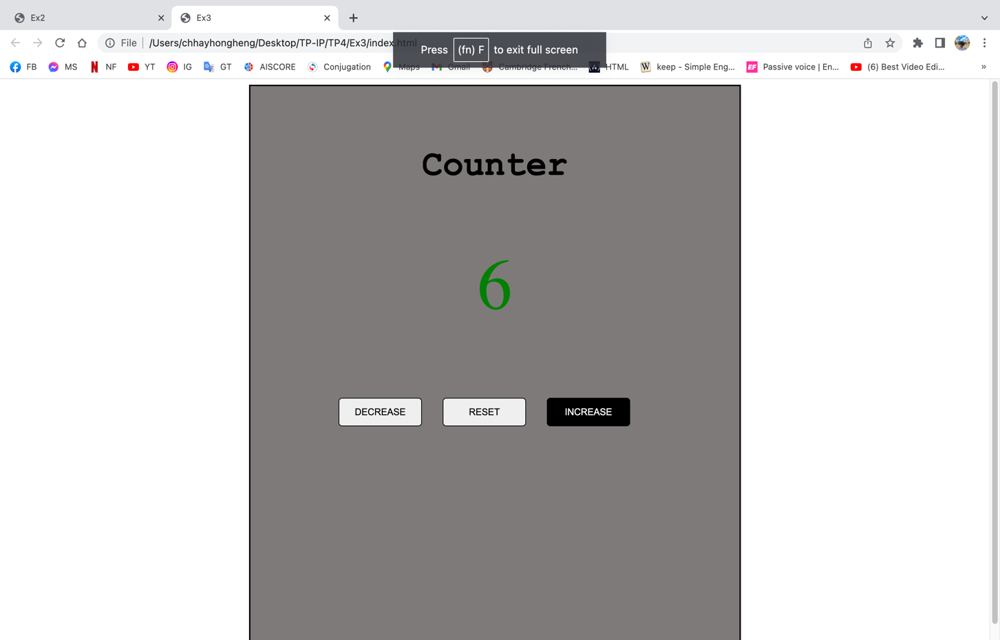 Ex2
Ex3
File
/Users/chhayhongheng/Desktop/TP-IP/TP4/Ex3/index.html
Press (fn) F to exit full screen
FB
MS
NF
YT
IG
GT
AISCORE
Conjugation
Maps
Gmail
Cambridge French...
HTML
W
keep - Simple Eng...
EF
Passive voice | En...
(6) Best Video Edi...
»
Counter
6
DECREASE
RESET
INCREASE